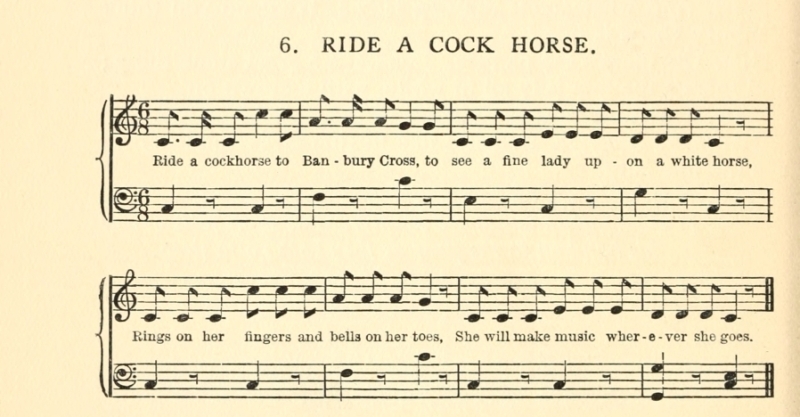 6. RIDE A COCK HORSE.
6 8
Ride a cockhorse to Ban - bury Cross, to see a fine lady up - on a white horse,
6 8
Rings on her fingers and bells on her toes, She will make music wher - e - ver she goes.